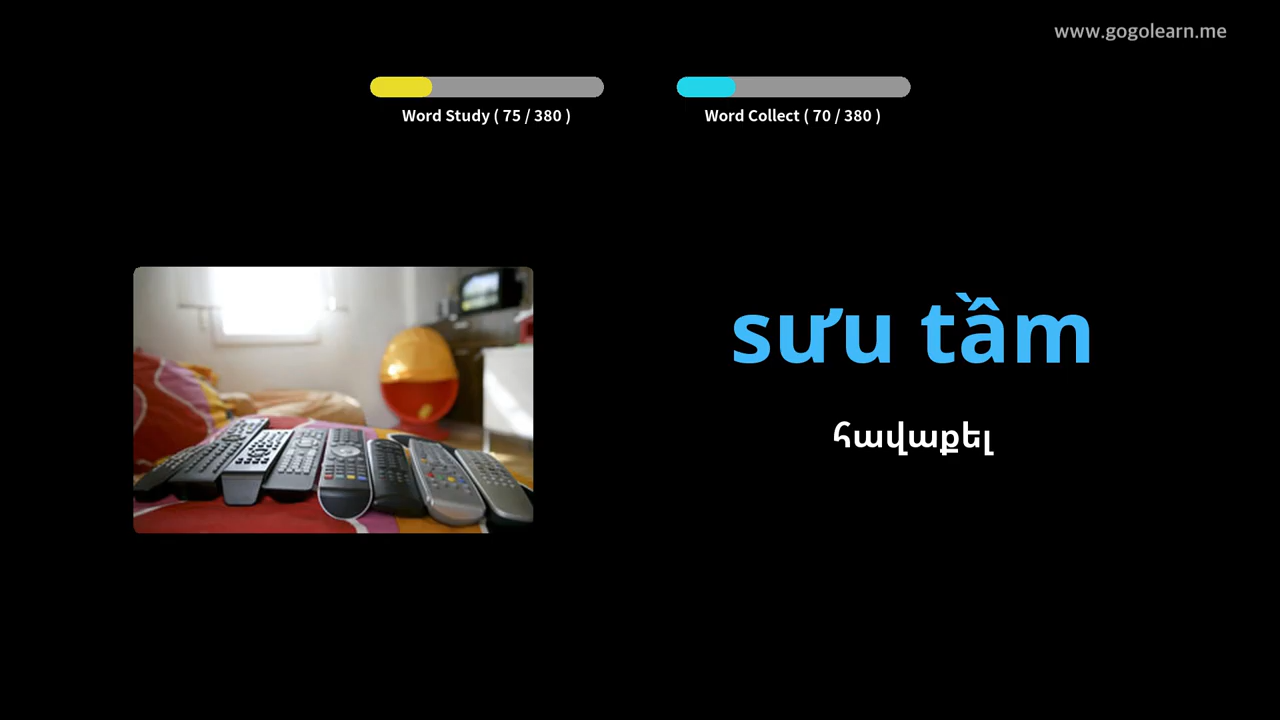 www.gogolearn.me
Word Study ( 75 / 380 )
Word Collect ( 70 / 380 )
sưu tầm
հավաքել